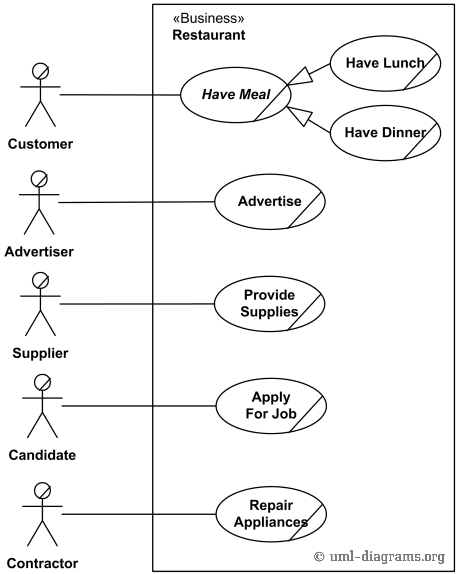 «Business»
Restaurant
Have Lunch
Have Meal
Have Dinner
Customer
Advertise
Advertiser
Provide
Supplies
Supplier
Apply
For Job
Candidate
Repair
Appliances
Contractor
© uml-diagrams.org